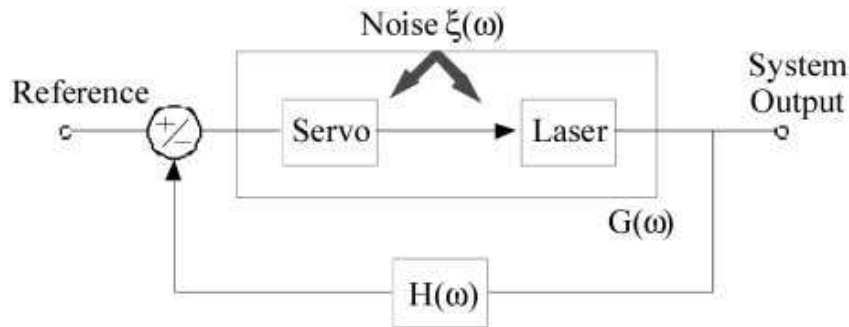 Noise ξ(ω)
System
Output
Reference
+/−
Servo
Laser
G(ω)
H(ω)